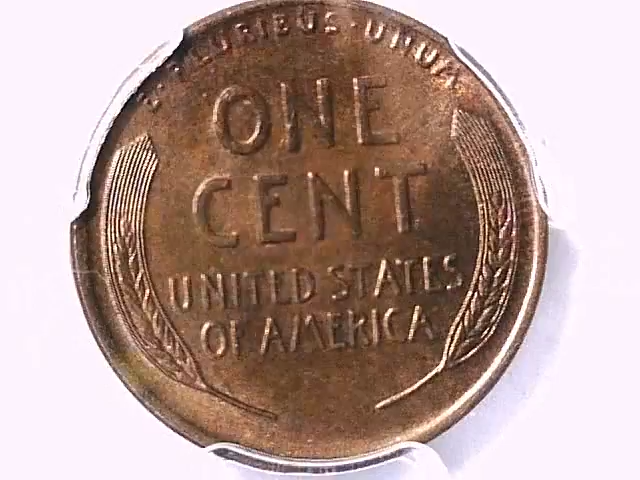 E·PLURIBUS·UNUM
ONE
CENT
UNITED STATES
OF AMERICA